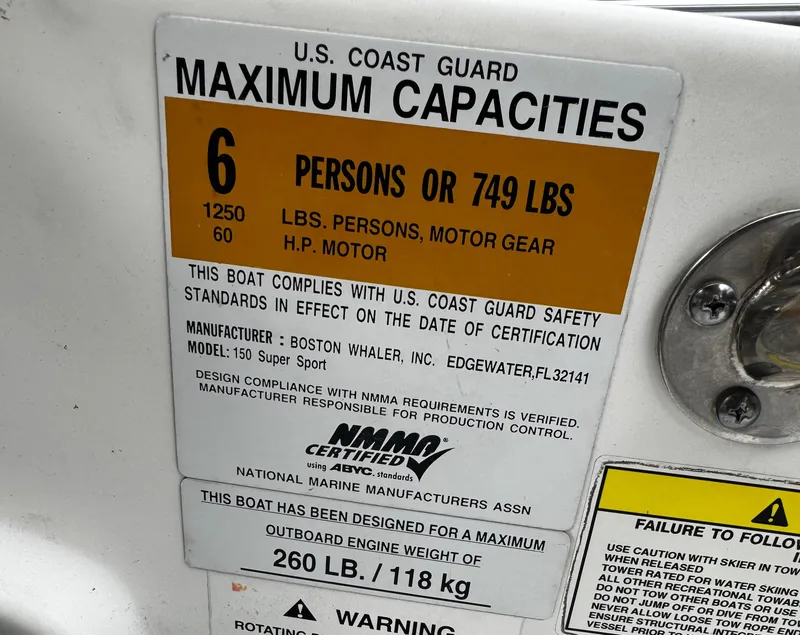 U.S. COAST GUARD
MAXIMUM CAPACITIES
6 PERSONS OR 749 LBS
1250 LBS. PERSONS, MOTOR GEAR
60 H.P. MOTOR
THIS BOAT COMPLIES WITH U.S. COAST GUARD SAFETY
STANDARDS IN EFFECT ON THE DATE OF CERTIFICATION
MANUFACTURER : BOSTON WHALER, INC. EDGEWATER,FL32141
MODEL: 150 Super Sport
DESIGN COMPLIANCE WITH NMMA REQUIREMENTS IS VERIFIED.
MANUFACTURER RESPONSIBLE FOR PRODUCTION CONTROL.
NMMA®
CERTIFIED
using ABYC. standards
NATIONAL MARINE MANUFACTURERS ASSN
THIS BOAT HAS BEEN DESIGNED FOR A MAXIMUM
OUTBOARD ENGINE WEIGHT OF
260 LB. / 118 kg
WARNING
ROTATING
FAILURE TO FOLLOW
USE CAUTION WITH SKIER IN TOW
WHEN RELEASED
TOWER RATED FOR WATER SKIING
ALL OTHER RECREATIONAL TOWABLE
DO NOT TOW OTHER BOATS OR USE
DO NOT JUMP OFF OR DIVE FROM TOW
NEVER ALLOW LOOSE TOW ROPE
ENSURE STRUCTURAL
VESSEL PRIOR